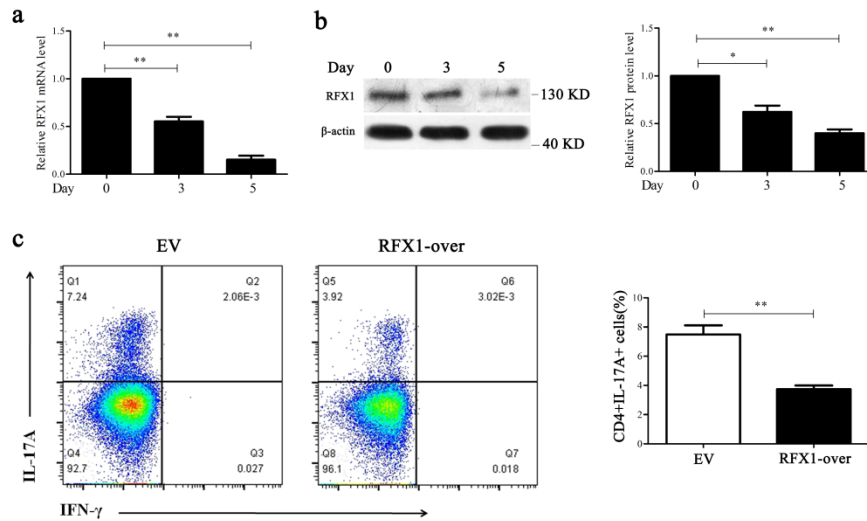 a
Relative RFX1 mRNA level
1.5
1.0
0.5
0.0
**
**
Day 0 3 5
b
Day 0 3 5
RFX1
130 KD
β-actin
40 KD
Relative RFX1 protein level
1.5
1.0
0.5
0.0
**
*
Day 0 3 5
c
EV
RFX1-over
IL-17A
Q1
7.24
Q2
2.06E-3
Q4
92.7
Q3
0.027
Q5
3.92
Q6
3.02E-3
Q8
96.1
Q7
0.018
IFN-γ
CD4+IL-17A+ cells(%)
10
8
6
4
2
0
**
EV RFX1-over